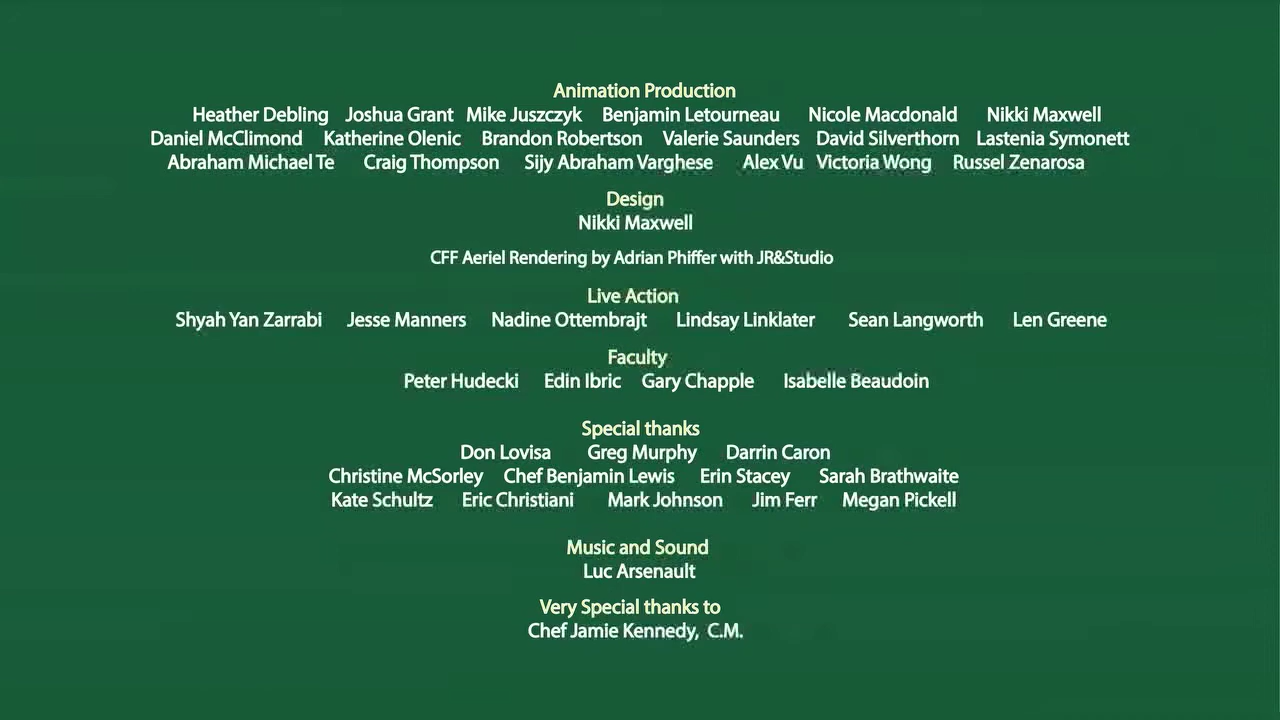 Animation Production
Heather Debling Joshua Grant Mike Juszczyk Benjamin Letourneau Nicole Macdonald Nikki Maxwell
Daniel McClimond Katherine Olenic Brandon Robertson Valerie Saunders David Silverthorn Lastenia Symonett
Abraham Michael Te Craig Thompson Sijy Abraham Varghese Alex Vu Victoria Wong Russel Zenarosa
Design
Nikki Maxwell
CFF Aeriel Rendering by Adrian Phiffer with JR&Studio
Live Action
Shyah Yan Zarrabi Jesse Manners Nadine Ottembrajt Lindsay Linklater Sean Langworth Len Greene
Faculty
Peter Hudecki Edin Ibric Gary Chapple Isabelle Beaudoin
Special thanks
Don Lovisa Greg Murphy Darrin Caron
Christine McSorley Chef Benjamin Lewis Erin Stacey Sarah Brathwaite
Kate Schultz Eric Christiani Mark Johnson Jim Ferr Megan Pickell
Music and Sound
Luc Arsenault
Very Special thanks to
Chef Jamie Kennedy, C.M.